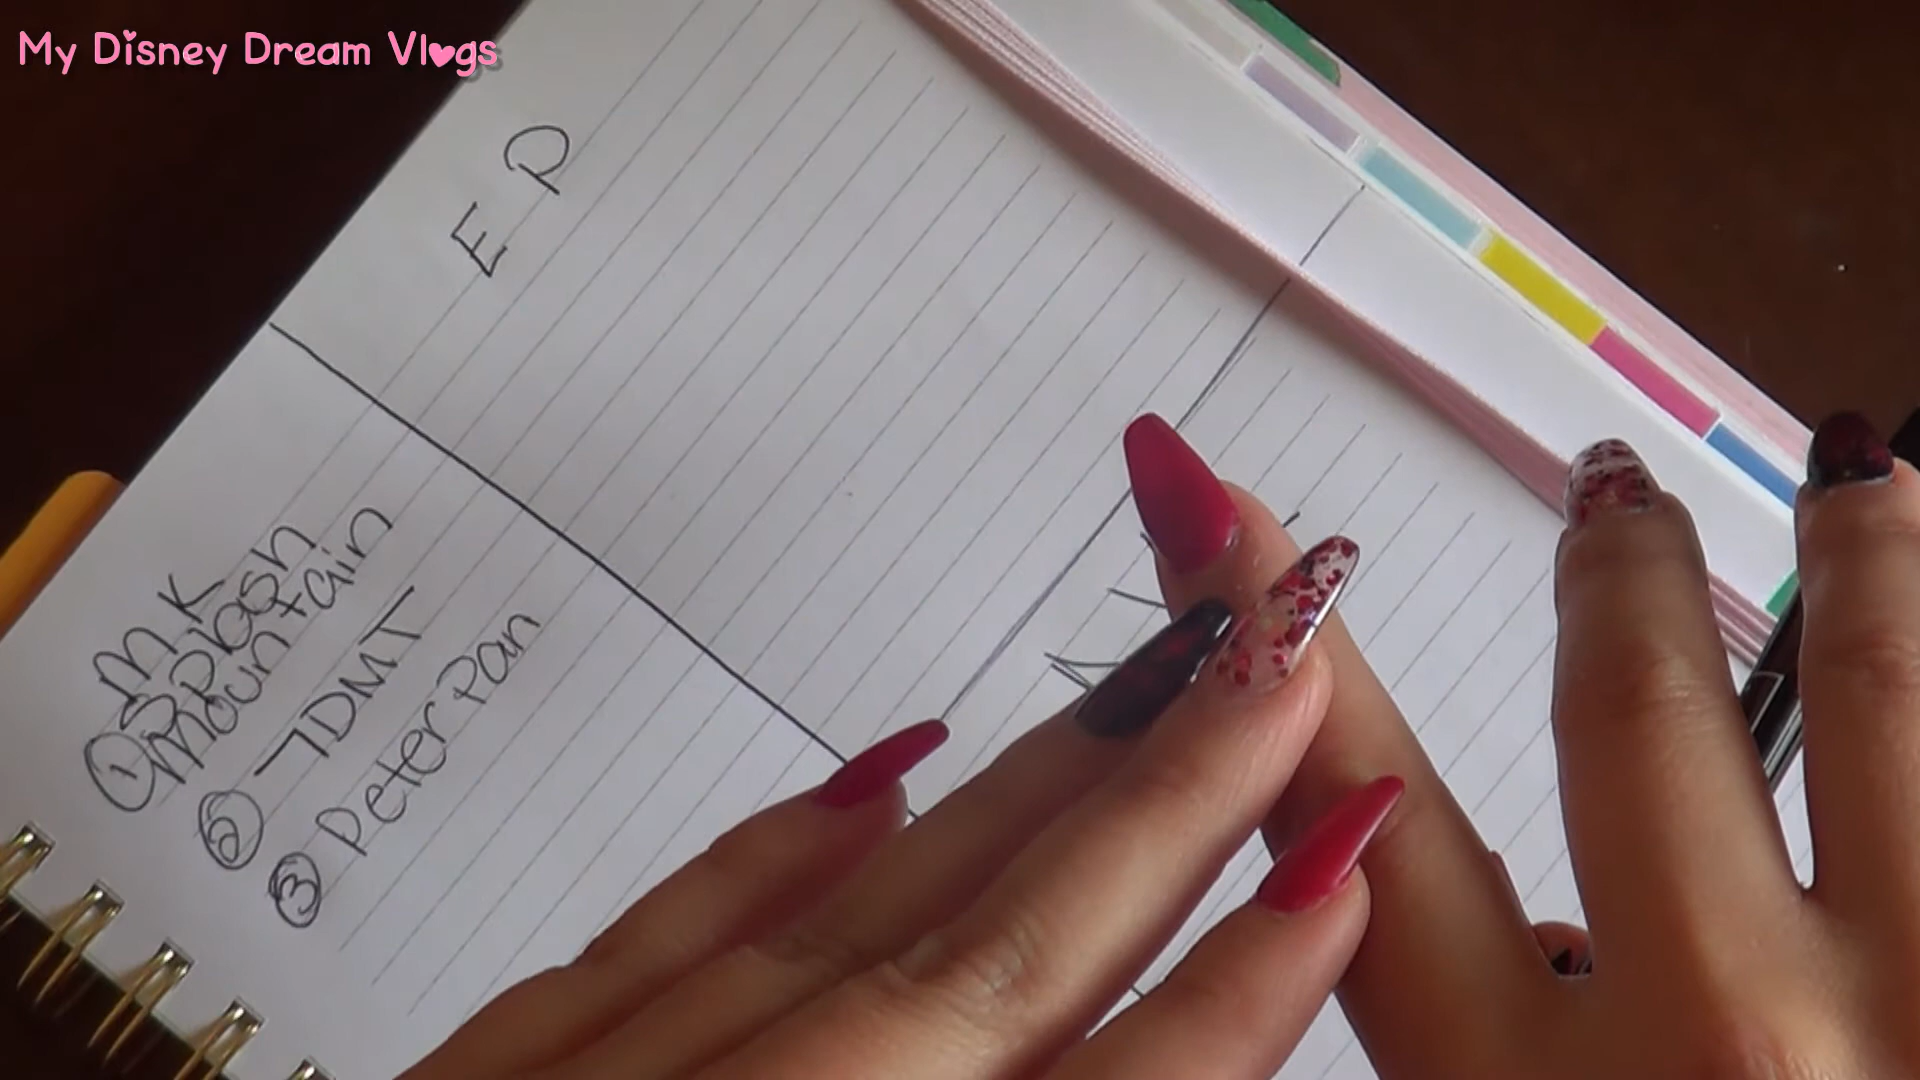 My Disney Dream Vlogs
EP
MK
① Splash
Mountain
② 7DMT
③ Peter Pan